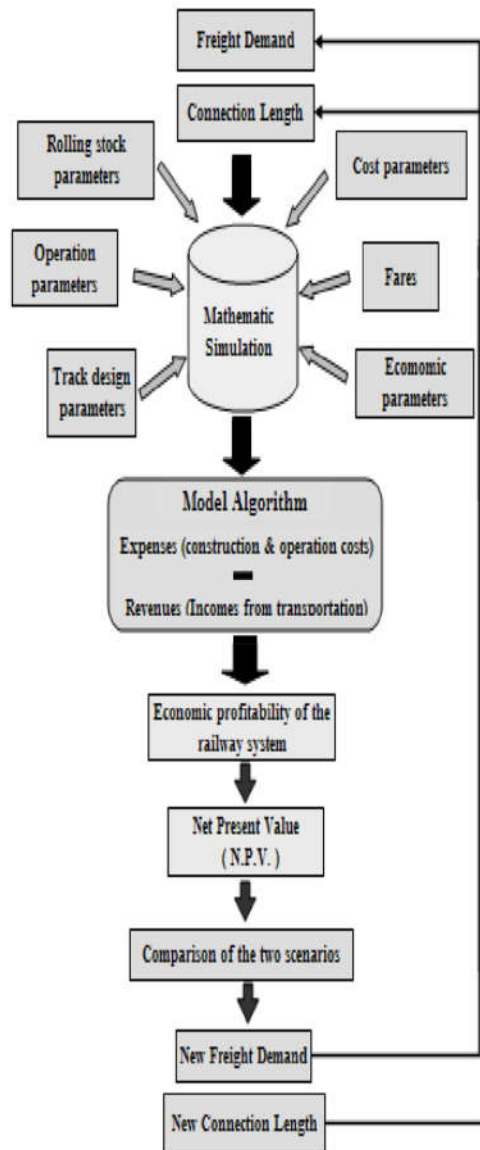 Freight Demand
Connection Length
Rolling stock
parameters
Cost parameters
Operation
parameters
Mathematic
Simulation
Fares
Track design
parameters
Economic
parameters
Model Algorithm
Expenses (construction & operation costs)
Revenues (Incomes from transportation)
Economic profitability of the
railway system
Net Present Value
( N.P.V. )
Comparison of the two scenarios
New Freight Demand
New Connection Length